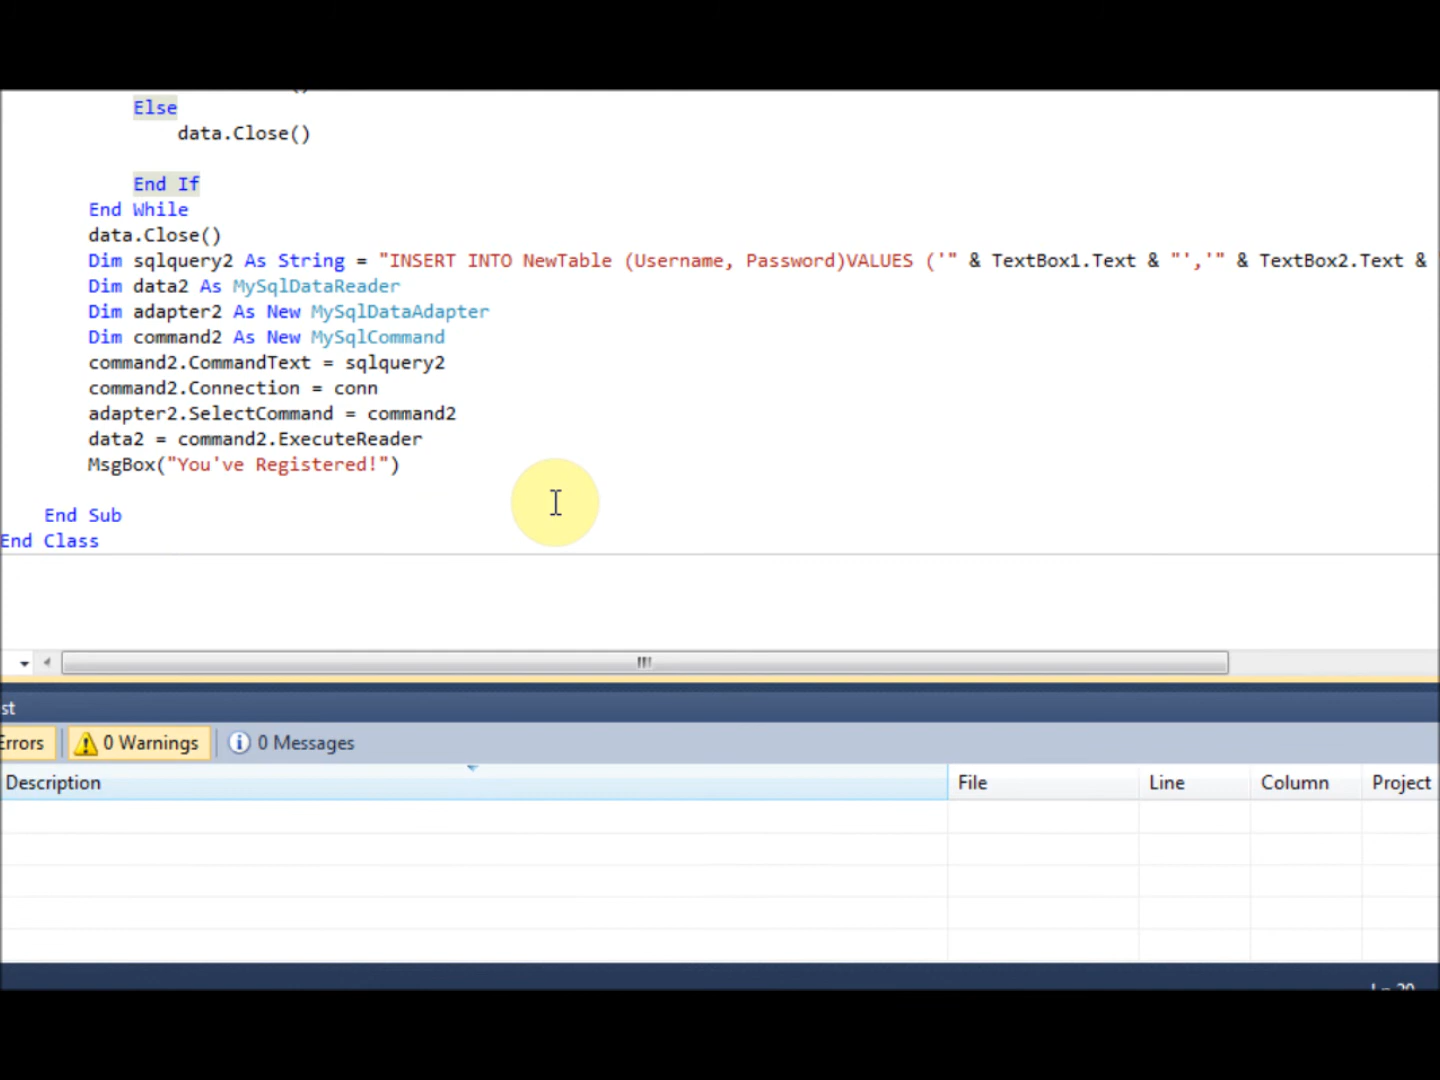 Else
data.Close()
End If
End While
data.Close()
Dim sqlquery2 As String = "INSERT INTO NewTable (Username, Password)VALUES ('" & TextBox1.Text & "','" & TextBox2.Text &
Dim data2 As MySqlDataReader
Dim adapter2 As New MySqlDataAdapter
Dim command2 As New MySqlCommand
command2.CommandText = sqlquery2
command2.Connection = conn
adapter2.SelectCommand = command2
data2 = command2.ExecuteReader
MsgBox("You've Registered!")
End Sub
End Class
st
Errors 0 Warnings 0 Messages
Description File Line Column Project